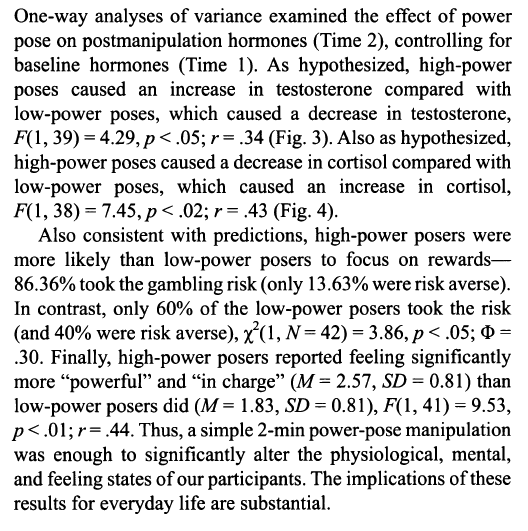 One-way analyses of variance examined the effect of power
pose on postmanipulation hormones (Time 2), controlling for
baseline hormones (Time 1). As hypothesized, high-power
poses caused an increase in testosterone compared with
low-power poses, which caused a decrease in testosterone,
F(1, 39) = 4.29, p < .05; r = .34 (Fig. 3). Also as hypothesized,
high-power poses caused a decrease in cortisol compared with
low-power poses, which caused an increase in cortisol,
F(1, 38) = 7.45, p < .02; r = .43 (Fig. 4).
Also consistent with predictions, high-power posers were
more likely than low-power posers to focus on rewards—
86.36% took the gambling risk (only 13.63% were risk averse).
In contrast, only 60% of the low-power posers took the risk
(and 40% were risk averse), χ²(1, N = 42) = 3.86, p < .05; Φ =
.30. Finally, high-power posers reported feeling significantly
more “powerful” and “in charge” (M = 2.57, SD = 0.81) than
low-power posers did (M = 1.83, SD = 0.81), F(1, 41) = 9.53,
p < .01; r = .44. Thus, a simple 2-min power-pose manipulation
was enough to significantly alter the physiological, mental,
and feeling states of our participants. The implications of these
results for everyday life are substantial.